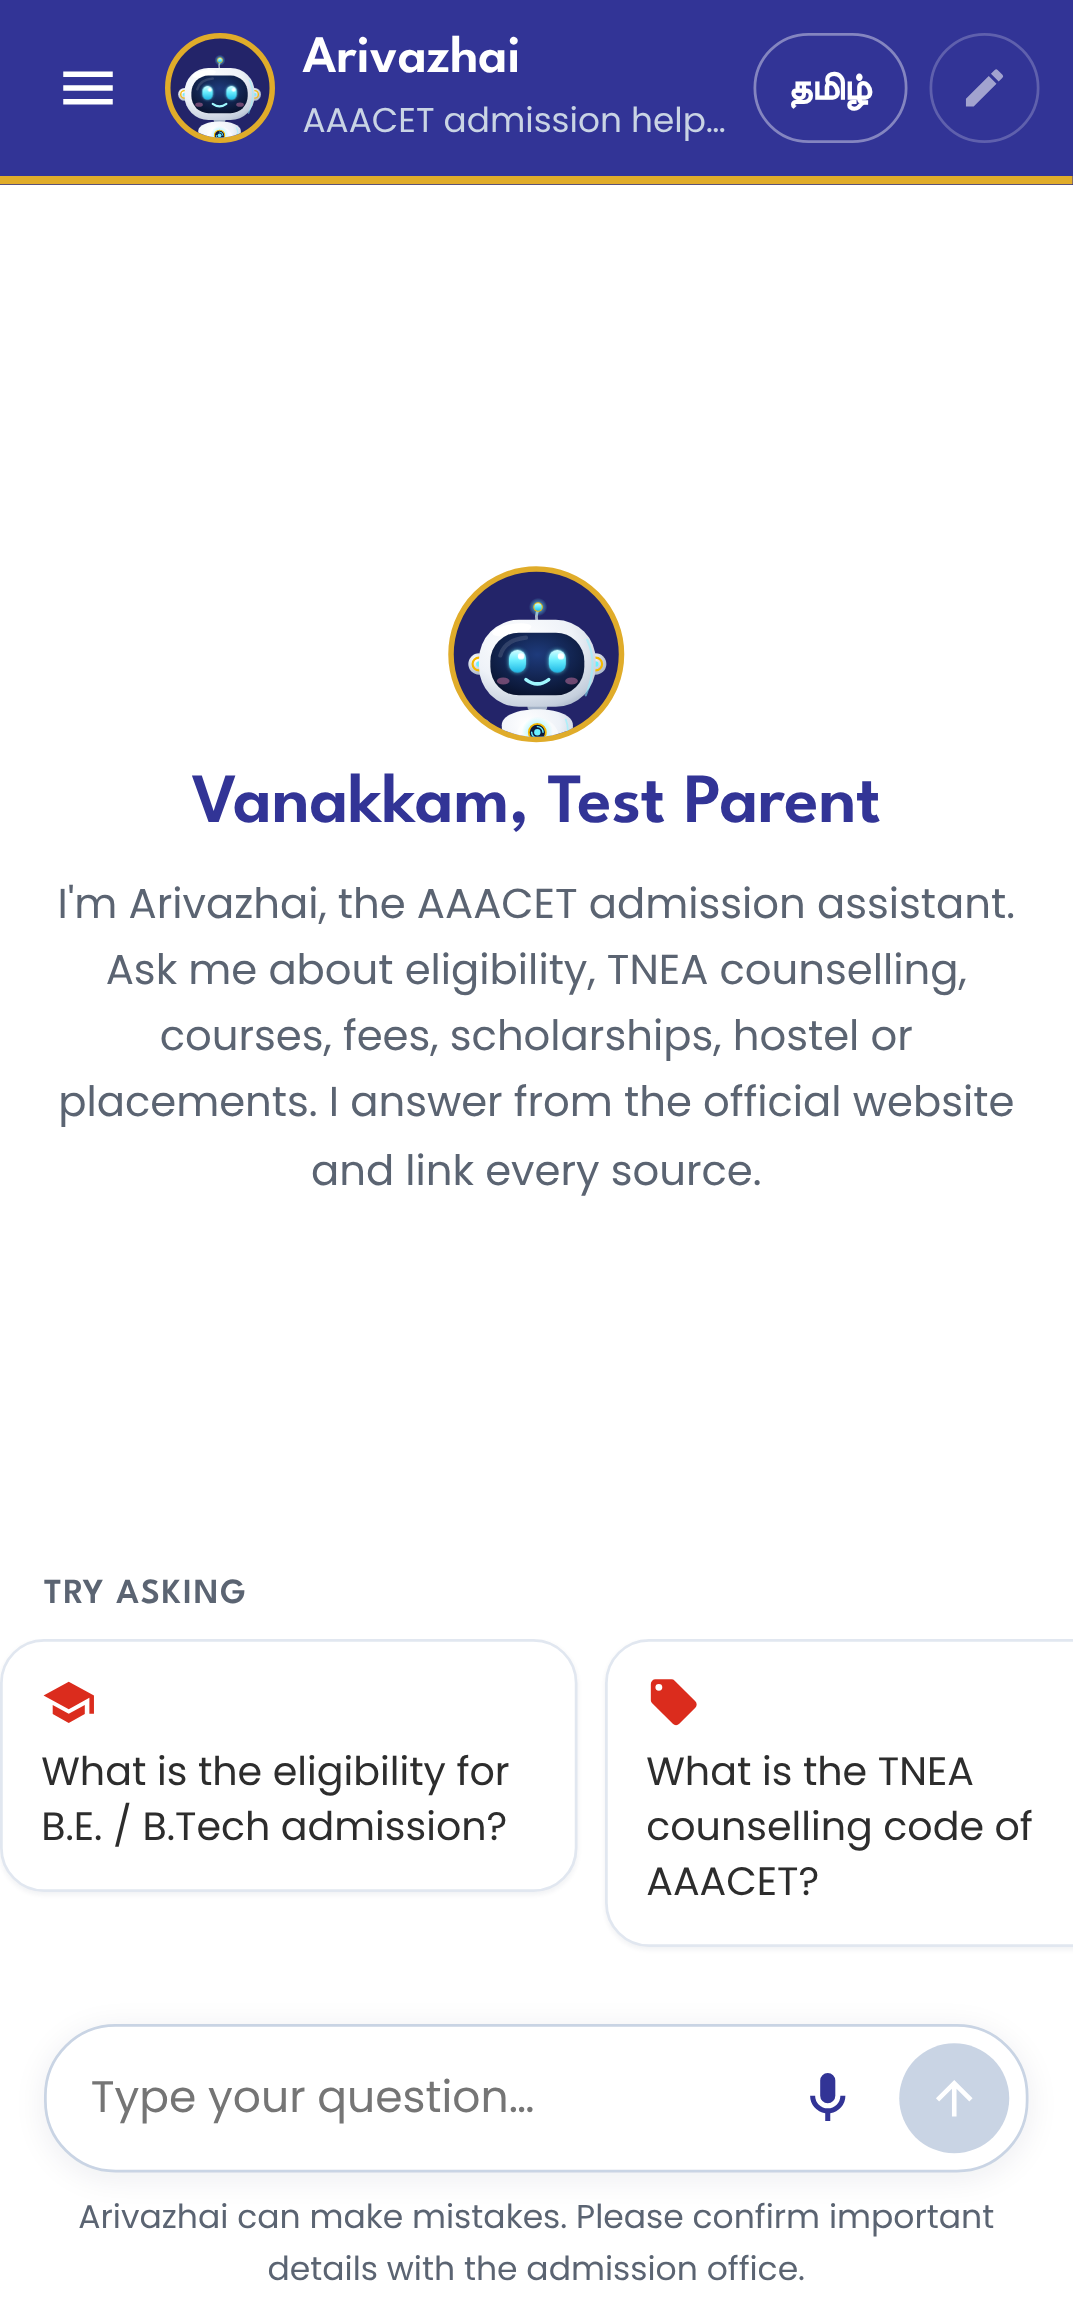 Arivazhai
AAACET admission help...
தமிழ்
Vanakkam, Test Parent
I'm Arivazhai, the AAACET admission assistant.
Ask me about eligibility, TNEA counselling,
courses, fees, scholarships, hostel or
placements. I answer from the official website
and link every source.
TRY ASKING
What is the eligibility for
B.E. / B.Tech admission?
What is the TNEA
counselling code of
AAACET?
Type your question...
Arivazhai can make mistakes. Please confirm important
details with the admission office.